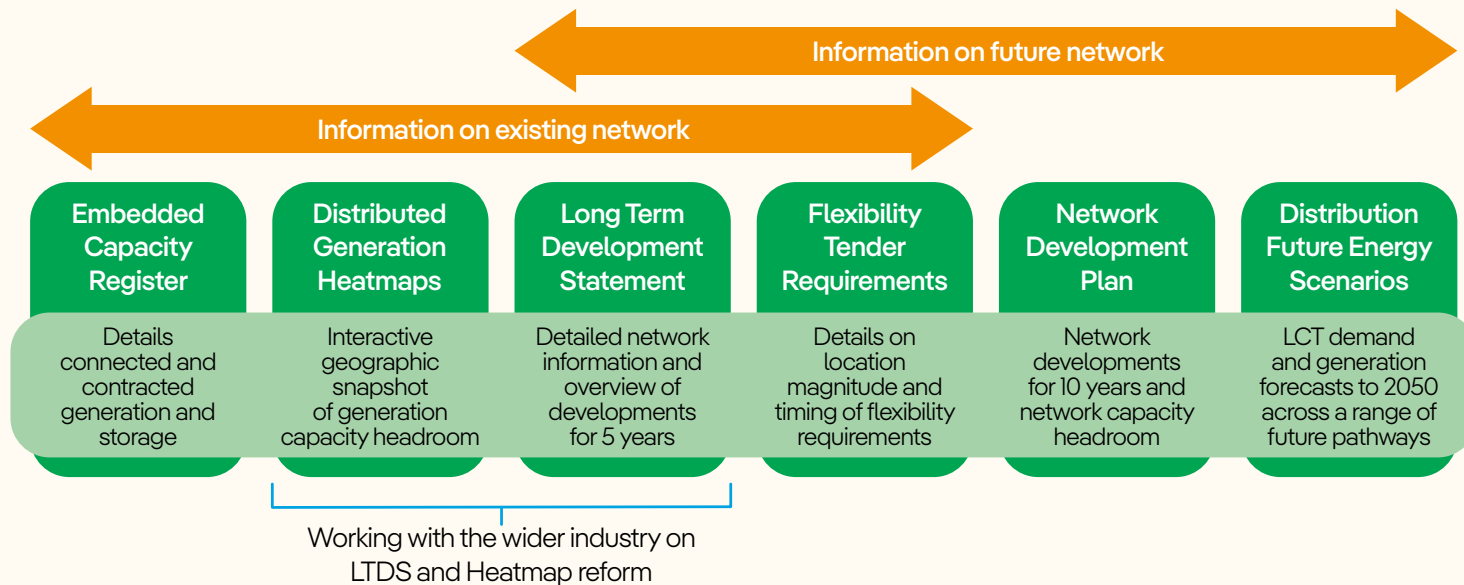 Information on future network
Information on existing network
Embedded
Capacity
Register
Distributed
Generation
Heatmaps
Long Term
Development
Statement
Flexibility
Tender
Requirements
Network
Development
Plan
Distribution
Future Energy
Scenarios
Details
connected and
contracted
generation and
storage
Interactive
geographic
snapshot
of generation
capacity headroom
Detailed network
information and
overview of
developments
for 5 years
Details on
location
magnitude and
timing of flexibility
requirements
Network
developments
for 10 years and
network capacity
headroom
LCT demand
and generation
forecasts to 2050
across a range of
future pathways
Working with the wider industry on
LTDS and Heatmap reform